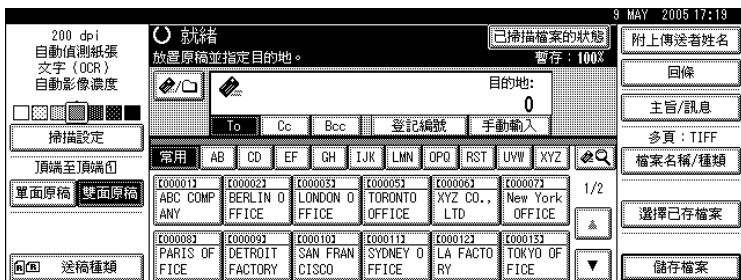 9 MAY 2005 17:19
200 dpi
自動偵測紙張
文字 (OCR)
自動影像濃度
掃描設定
頂端至頂端
單面原稿 雙面原稿
送稿種類
就緒
已掃描檔案的狀態
放置原稿並指定目的地。
暫存：100%
目的地:
0
To Cc Bcc 登記編號 手動輸入
常用 AB CD EF GH IJK LMN OPQ RST UVW XYZ
[00001] [00002] [00003] [00005] [00006] [00007]
ABC COMP BERLIN O LONDON O TORONTO XYZ CO., New York
ANY FFICE FFICE OFFICE LTD OFFICE
[00008] [00009] [00010] [00011] [00012] [00013]
PARIS OF DETROIT SAN FRAN SYDNEY O LA FACTO TOKYO OF
FICE FACTORY CISCO FFICE RY FICE
1/2
附上傳送者姓名
回條
主旨/訊息
多頁：TIFF
檔案名稱/種類
選擇已存檔案
儲存檔案